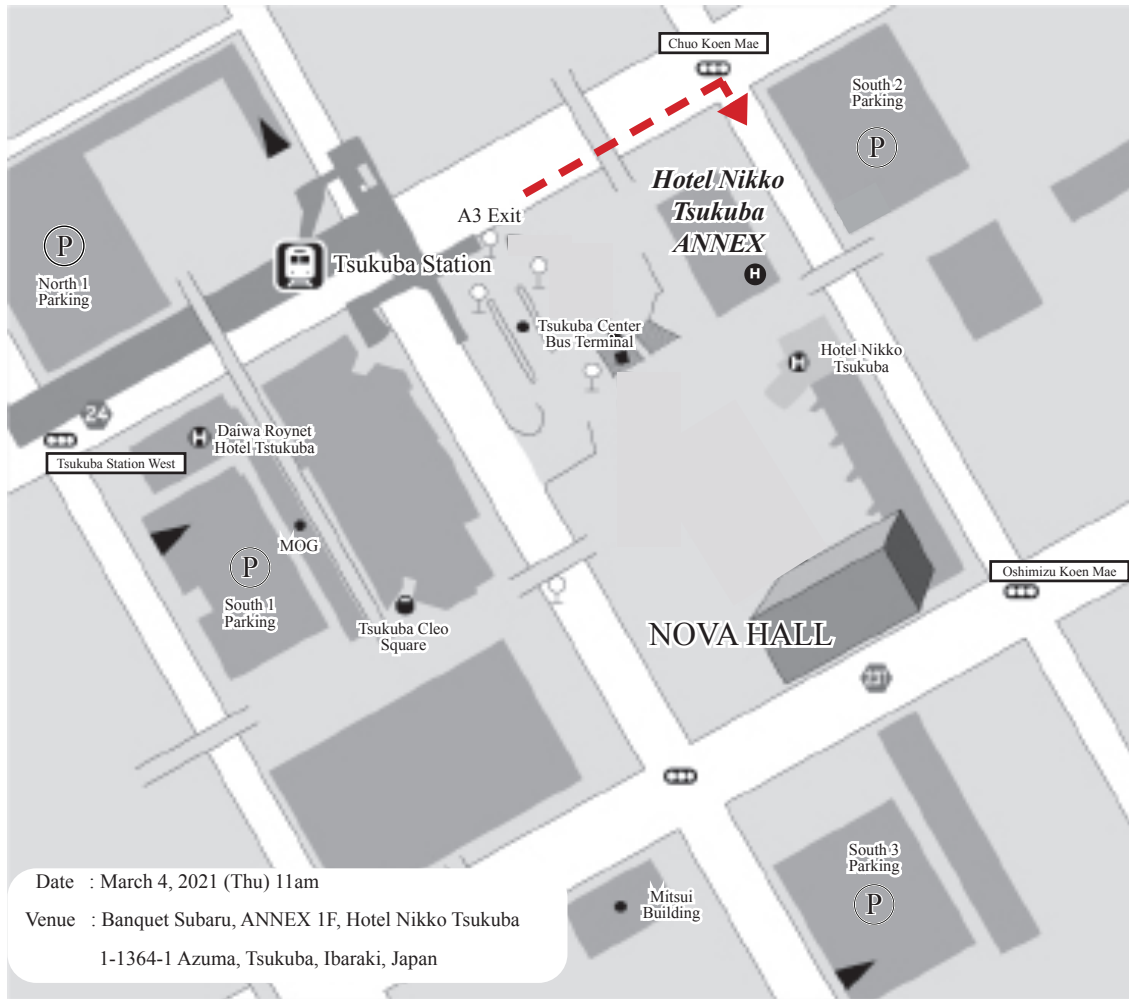 Chuo Koen Mae
South 2
Parking
P
Hotel Nikko
Tsukuba
ANNEX
H
A3 Exit
P
North 1
Parking
Tsukuba Station
Tsukuba Center
Bus Terminal
H
Hotel Nikko
Tsukuba
24
Tsukuba Station West
H
Daiwa Roynet
Hotel Tstukuba
MOG
P
South 1
Parking
Tsukuba Cleo
Square
Oshimizu Koen Mae
NOVA HALL
South 3
Parking
P
Mitsui
Building
Date : March 4, 2021 (Thu) 11am
Venue : Banquet Subaru, ANNEX 1F, Hotel Nikko Tsukuba
1-1364-1 Azuma, Tsukuba, Ibaraki, Japan